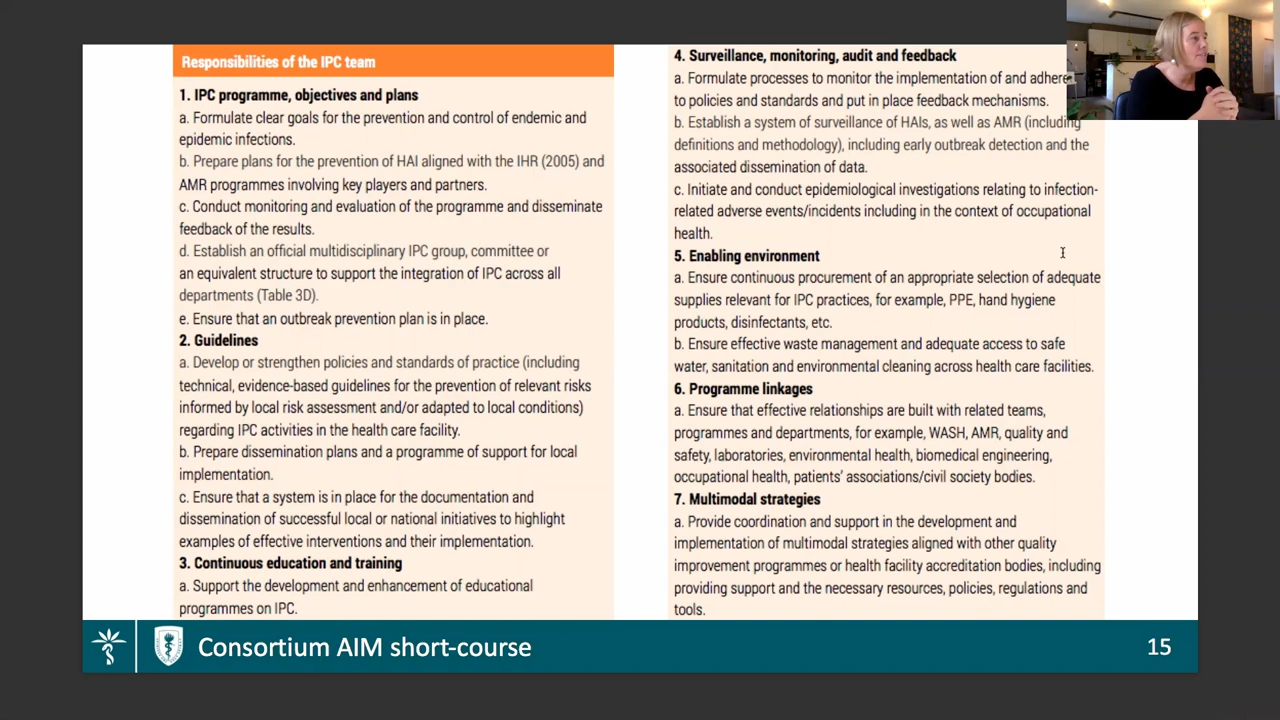 Responsibilities of the IPC team
1. IPC programme, objectives and plans
a. Formulate clear goals for the prevention and control of endemic and
epidemic infections.
b. Prepare plans for the prevention of HAI aligned with the IHR (2005) and
AMR programmes involving key players and partners.
c. Conduct monitoring and evaluation of the programme and disseminate
feedback of the results.
d. Establish an official multidisciplinary IPC group, committee or
an equivalent structure to support the integration of IPC across all
departments (Table 3D).
e. Ensure that an outbreak prevention plan is in place.
2. Guidelines
a. Develop or strengthen policies and standards of practice (including
technical, evidence-based guidelines for the prevention of relevant risks
informed by local risk assessment and/or adapted to local conditions)
regarding IPC activities in the health care facility.
b. Prepare dissemination plans and a programme of support for local
implementation.
c. Ensure that a system is in place for the documentation and
dissemination of successful local or national initiatives to highlight
examples of effective interventions and their implementation.
3. Continuous education and training
a. Support the development and enhancement of educational
programmes on IPC.
4. Surveillance, monitoring, audit and feedback
a. Formulate processes to monitor the implementation of and adhere
to policies and standards and put in place feedback mechanisms.
b. Establish a system of surveillance of HAIs, as well as AMR (including
definitions and methodology), including early outbreak detection and the
associated dissemination of data.
c. Initiate and conduct epidemiological investigations relating to infection-
related adverse events/incidents including in the context of occupational
health.
5. Enabling environment
a. Ensure continuous procurement of an appropriate selection of adequate
supplies relevant for IPC practices, for example, PPE, hand hygiene
products, disinfectants, etc.
b. Ensure effective waste management and adequate access to safe
water, sanitation and environmental cleaning across health care facilities.
6. Programme linkages
a. Ensure that effective relationships are built with related teams,
programmes and departments, for example, WASH, AMR, quality and
safety, laboratories, environmental health, biomedical engineering,
occupational health, patients' associations/civil society bodies.
7. Multimodal strategies
a. Provide coordination and support in the development and
implementation of multimodal strategies aligned with other quality
improvement programmes or health facility accreditation bodies, including
providing support and the necessary resources, policies, regulations and
tools.
Consortium AIM short-course
15